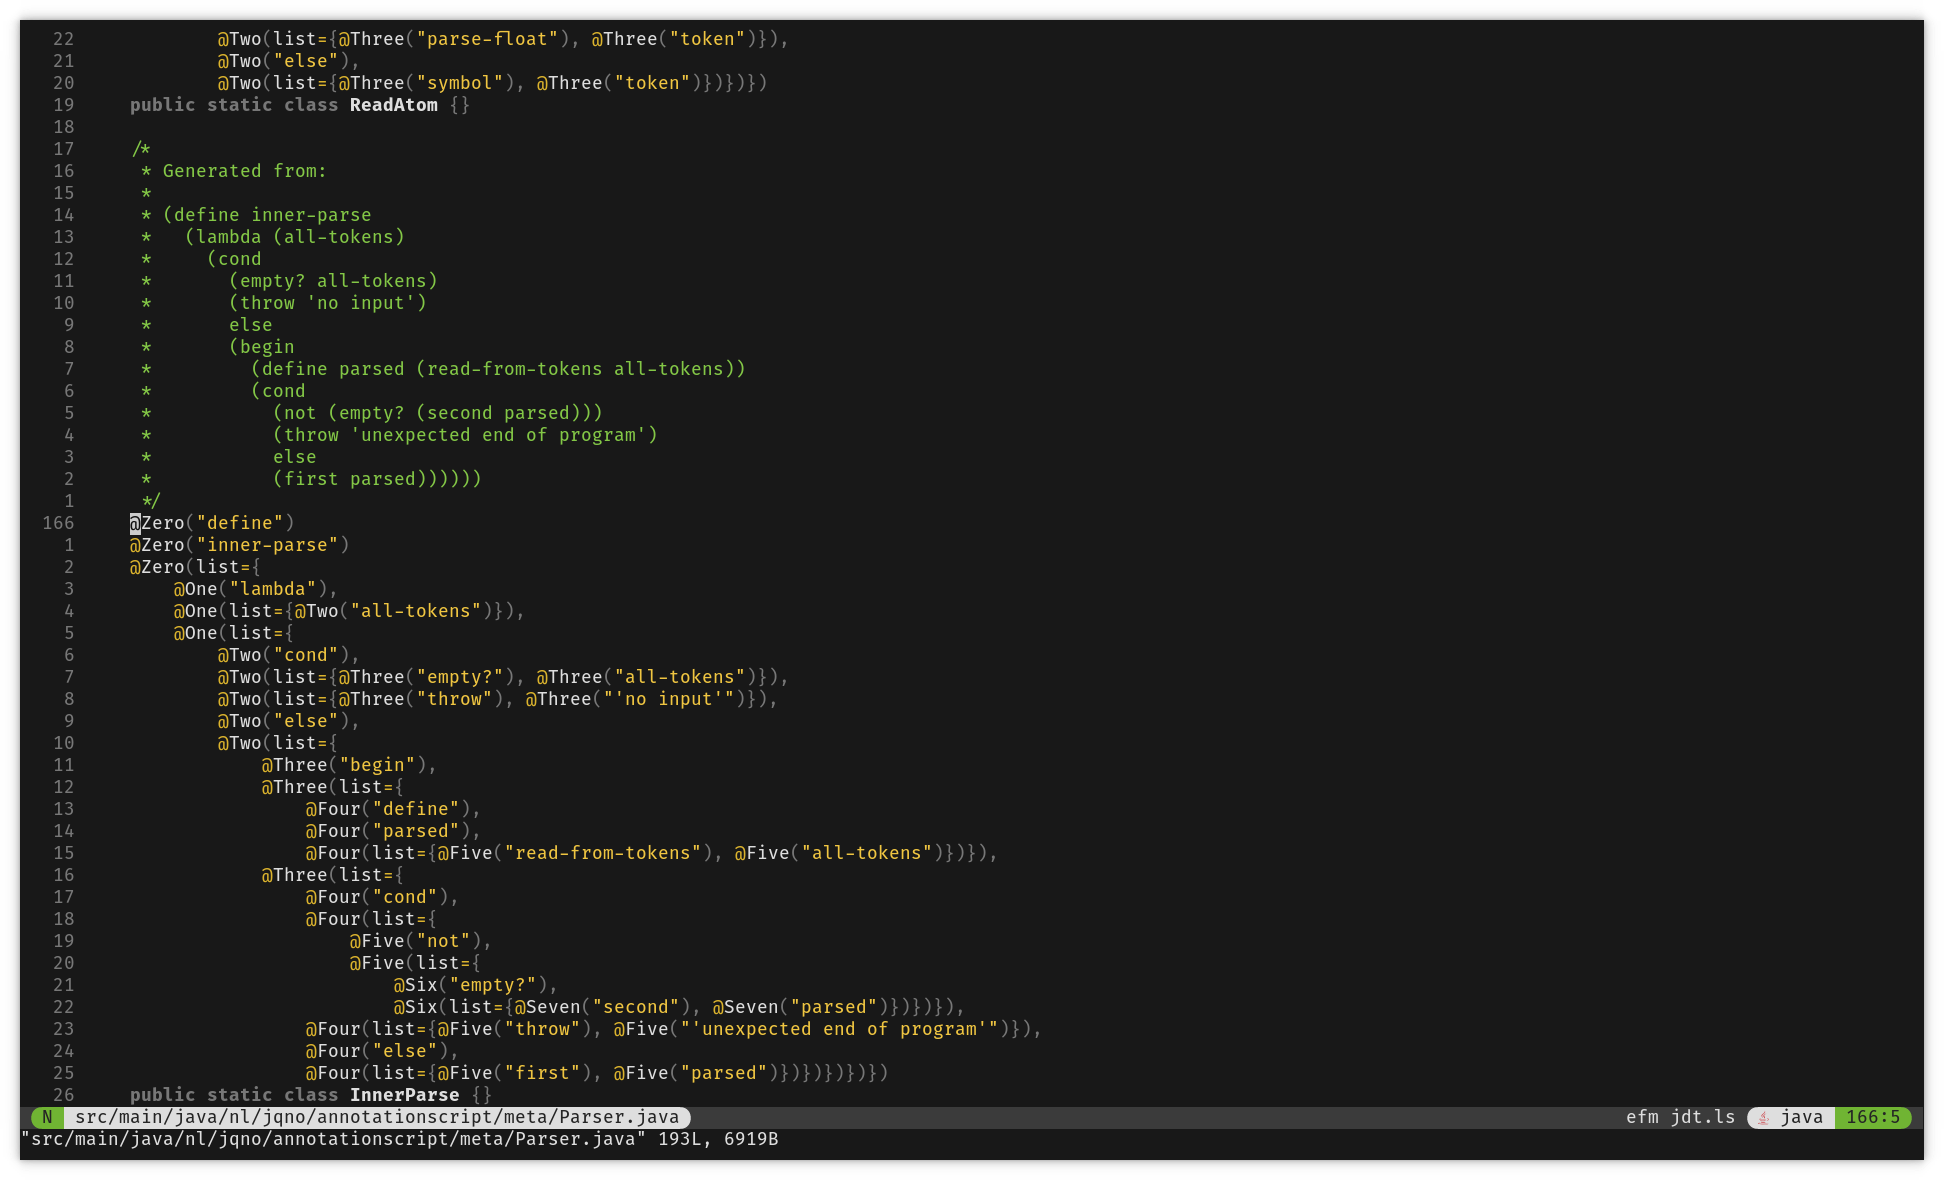 22             @Two(list={@Three("parse-float"), @Three("token")}),
21             @Two("else"),
20             @Two(list={@Three("symbol"), @Three("token")})})})
19     public static class ReadAtom {}
18
17     /*
16      * Generated from:
15      *
14      * (define inner-parse
13      *   (lambda (all-tokens)
12      *     (cond
11      *       (empty? all-tokens)
10      *       (throw 'no input')
9      *       else
8      *       (begin
7      *         (define parsed (read-from-tokens all-tokens))
6      *         (cond
5      *           (not (empty? (second parsed)))
4      *           (throw 'unexpected end of program')
3      *           else
2      *           (first parsed))))))
1      */
166     @Zero("define")
1     @Zero("inner-parse")
2     @Zero(list={
3         @One("lambda"),
4         @One(list={@Two("all-tokens")}),
5         @One(list={
6             @Two("cond"),
7             @Two(list={@Three("empty?"), @Three("all-tokens")}),
8             @Two(list={@Three("throw"), @Three("'no input'")}),
9             @Two("else"),
10             @Two(list={
11                 @Three("begin"),
12                 @Three(list={
13                     @Four("define"),
14                     @Four("parsed"),
15                     @Four(list={@Five("read-from-tokens"), @Five("all-tokens")})}),
16                 @Three(list={
17                     @Four("cond"),
18                     @Four(list={
19                         @Five("not"),
20                         @Five(list={
21                             @Six("empty?"),
22                             @Six(list={@Seven("second"), @Seven("parsed")})})}),
23                     @Four(list={@Five("throw"), @Five("'unexpected end of program'")}),
24                     @Four("else"),
25                     @Four(list={@Five("first"), @Five("parsed")})})})})})
26     public static class InnerParse {}
N src/main/java/nl/jqno/annotationscript/meta/Parser.java efm jdt.ls java 166:5
"src/main/java/nl/jqno/annotationscript/meta/Parser.java" 193L, 6919B